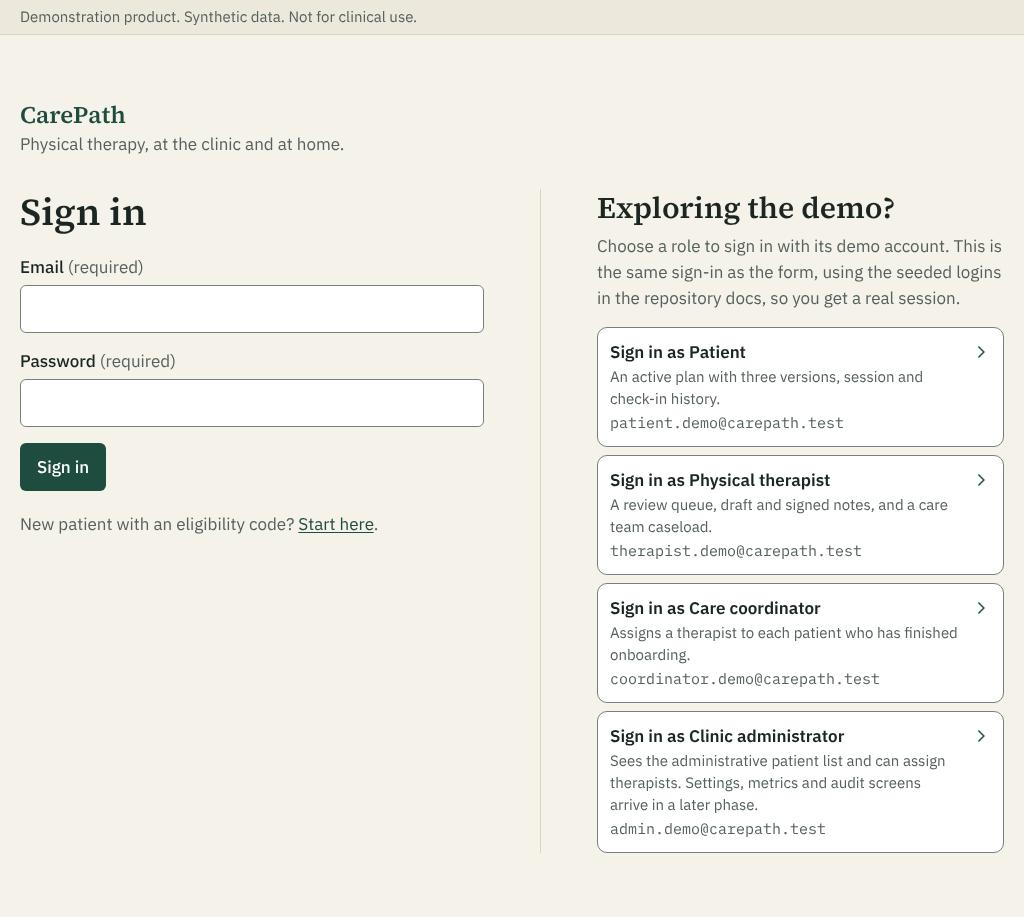 Demonstration product. Synthetic data. Not for clinical use.
CarePath
Physical therapy, at the clinic and at home.
Sign in
Email (required)
Password (required)
Sign in
New patient with an eligibility code? Start here.
Exploring the demo?
Choose a role to sign in with its demo account. This is
the same sign-in as the form, using the seeded logins
in the repository docs, so you get a real session.
Sign in as Patient
An active plan with three versions, session and
check-in history.
patient.demo@carepath.test
Sign in as Physical therapist
A review queue, draft and signed notes, and a care
team caseload.
therapist.demo@carepath.test
Sign in as Care coordinator
Assigns a therapist to each patient who has finished
onboarding.
coordinator.demo@carepath.test
Sign in as Clinic administrator
Sees the administrative patient list and can assign
therapists. Settings, metrics and audit screens
arrive in a later phase.
admin.demo@carepath.test